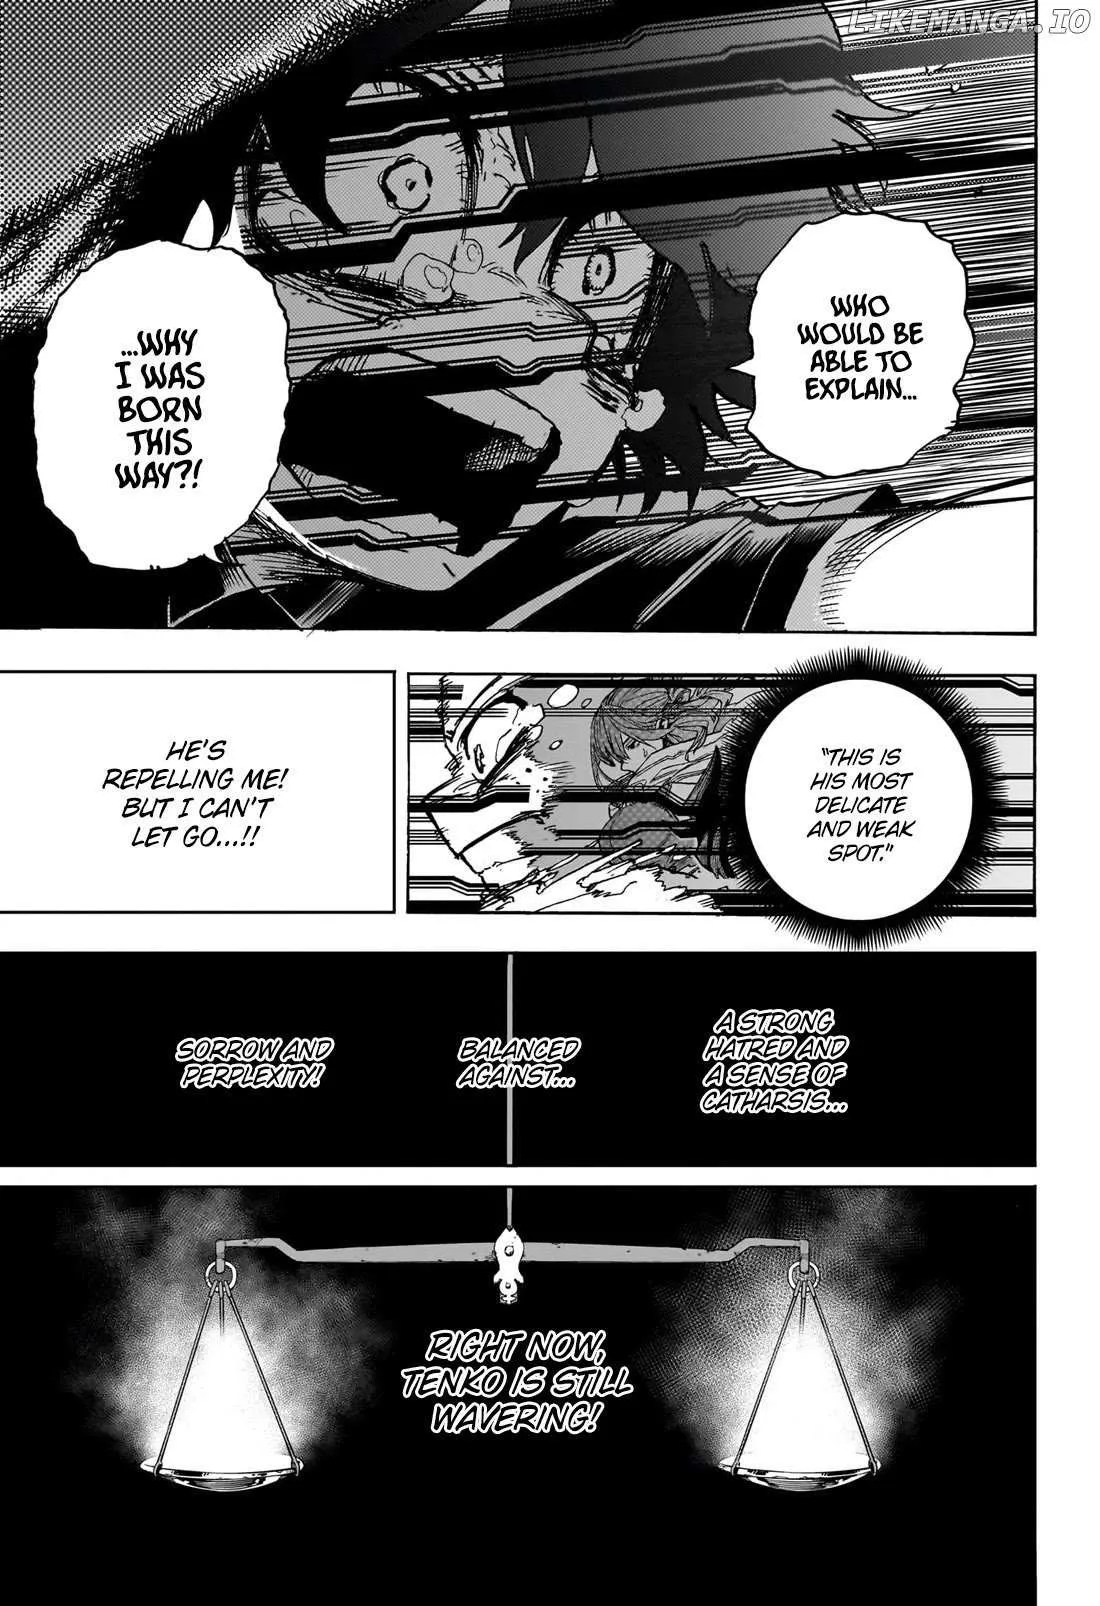 LIKEMANGA.IO
WHO
WOULD BE
ABLE TO
EXPLAIN...
...WHY
I WAS
BORN
THIS
WAY?!
"THIS IS
HIS MOST
DELICATE
AND WEAK
SPOT."
HE'S
REPELLING ME!
BUT I CAN'T
LET GO...!!
A STRONG
HATRED AND
A SENSE OF
CATHARSIS...
BALANCED
AGAINST...
SORROW AND
PERPLEXITY!
RIGHT NOW,
TENKO IS STILL
WAVERING!